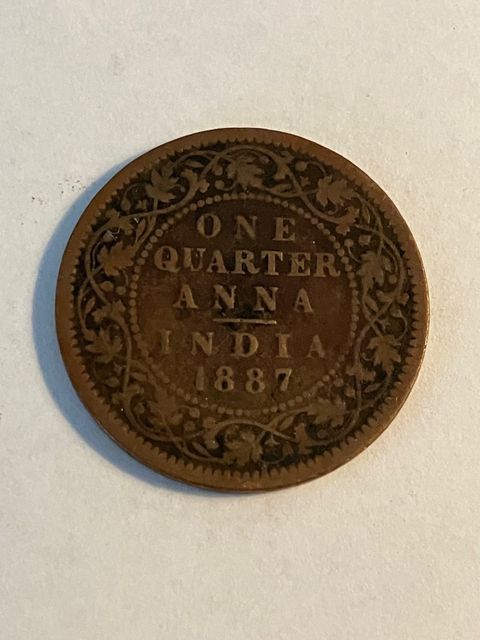 ONE
QUARTER
ANNA
INDIA
1887